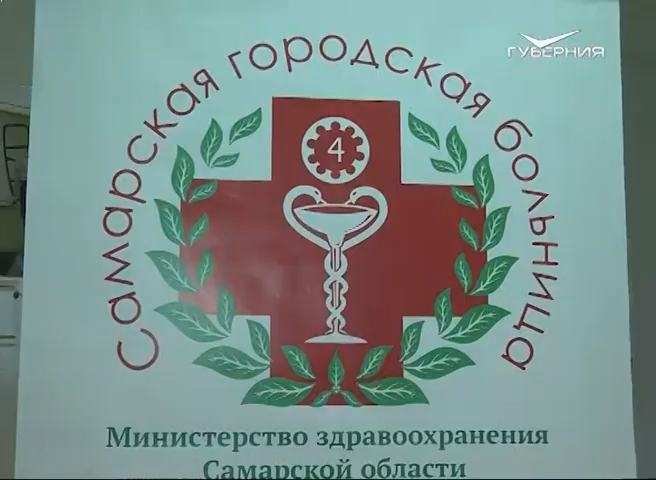 ГУБЕРНИЯ
Самарская городская больница
4
Министерство здравоохранения
Самарской области